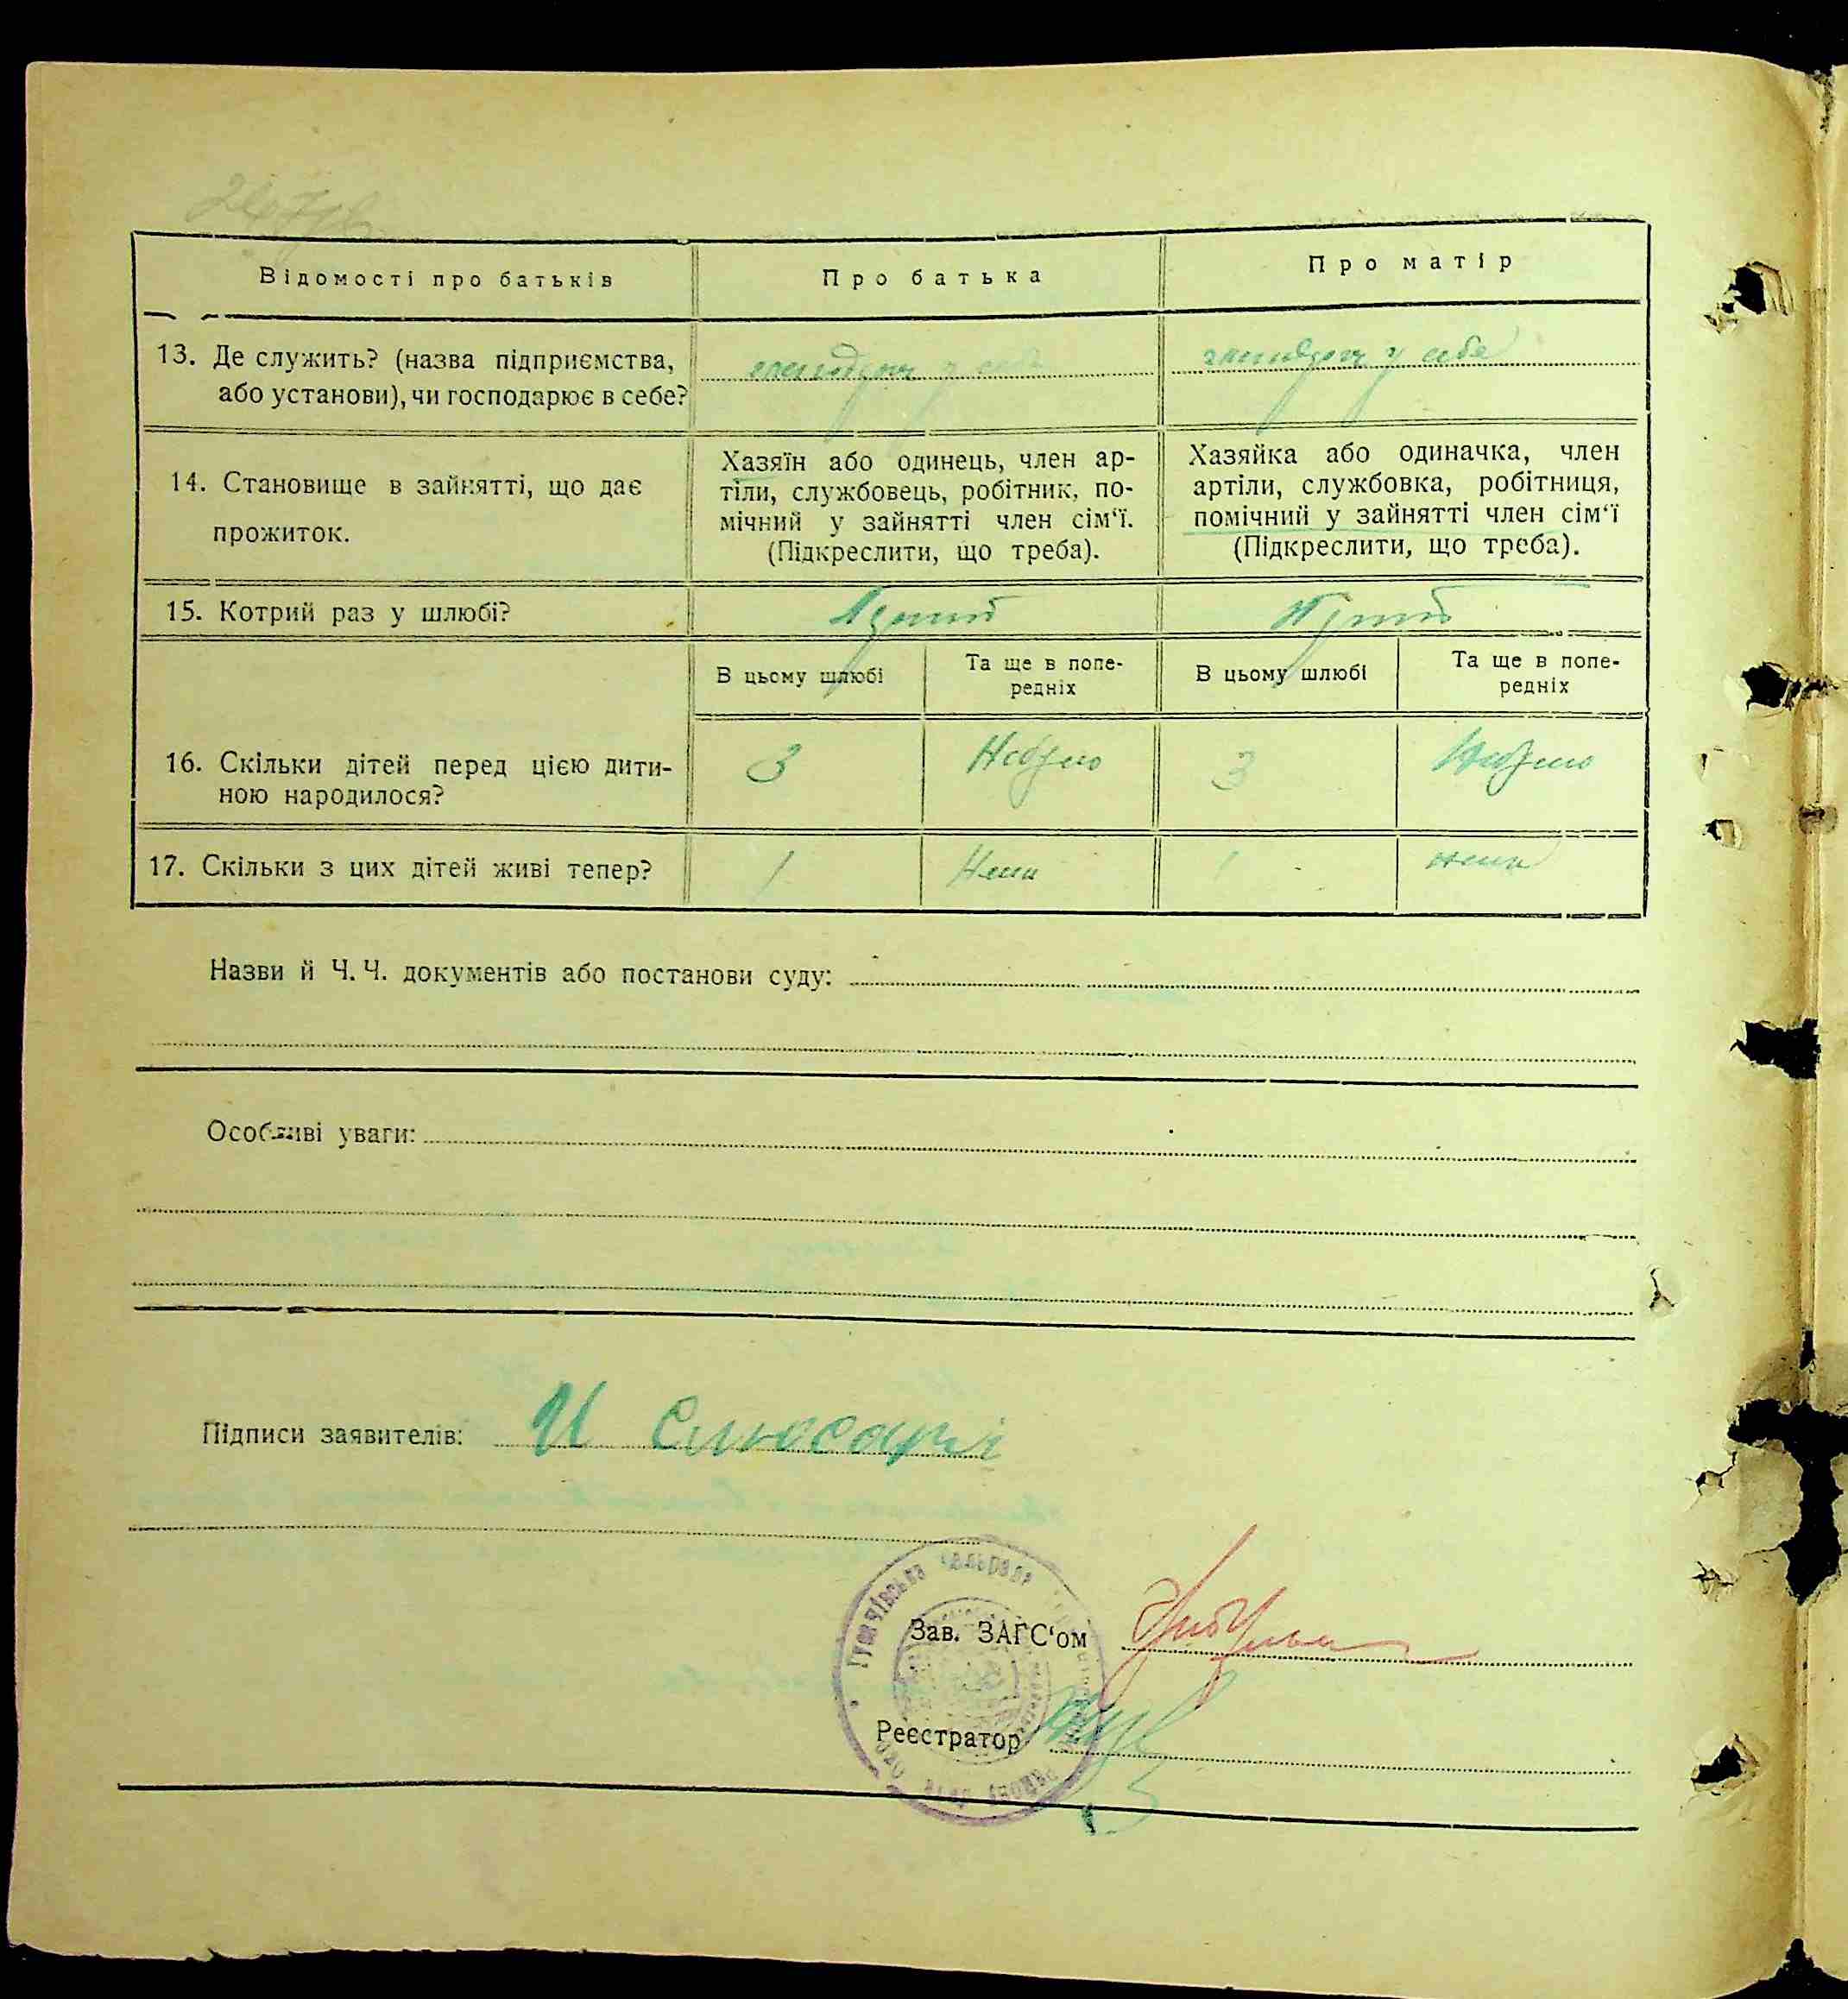 Відомості про батьків
Про батька
Про матір
13. Де служить? (назва підприємства, або установи), чи господарює в себе?
у себе
у себе
14. Становище в зайнятті, що дає прожиток.
Хазяїн або одинець, член ар-
тіли, службовець, робітник, по-
мічний у зайнятті член сім‘ї.
(Підкреслити, що треба).
Хазяйка або одиначка, член
артіли, службовка, робітниця,
помічний у зайнятті член сім‘ї
(Підкреслити, що треба).
15. Котрий раз у шлюбі?
В цьому шлюбі
Та ще в попе-
редніх
В цьому шлюбі
Та ще в попе-
редніх
16. Скільки дітей перед цією дити-
ною народилося?
3
Не було
3
Не було
17. Скільки з цих дітей живі тепер?
1
Нема
1
нема
Назви й Ч. Ч. документів або постанови суду:
Особливі уваги:
Підписи заявителів:
Зав. ЗАГС‘ом
Реєстратор